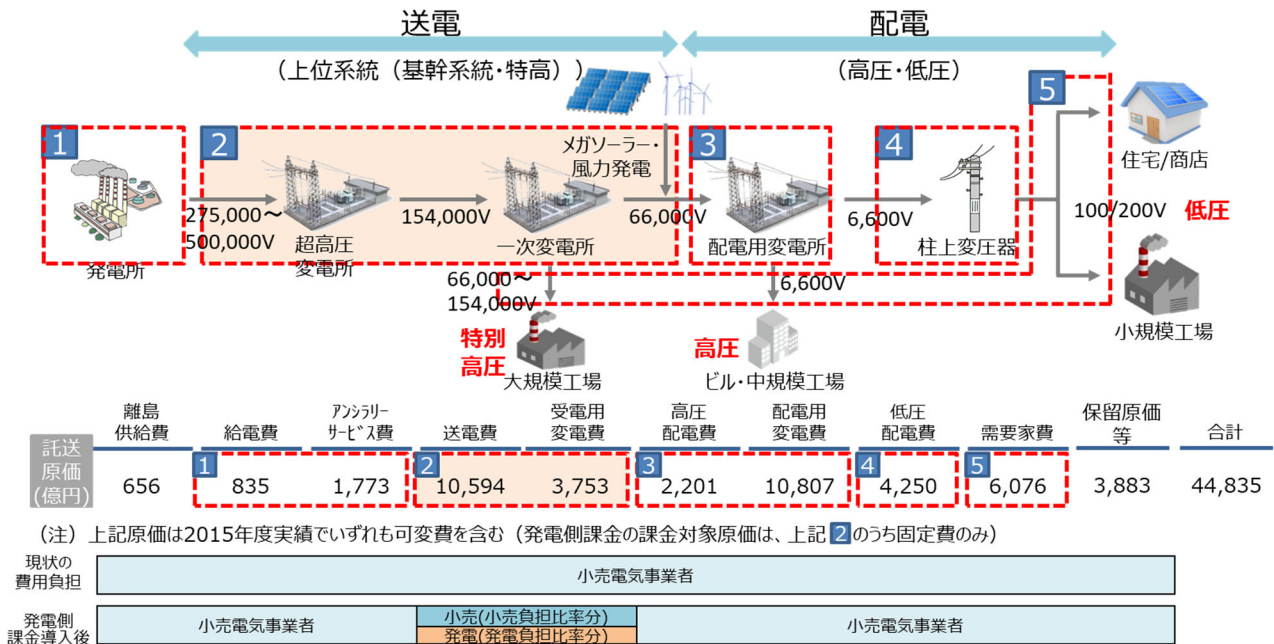 送電
配電
(上位系統(基幹系統・特高))
(高圧・低圧)
5
1
2
メガソーラー・
風力発電
3
4
住宅/商店
275,000~
500,000V
154,000V
66,000V
6,600V
100/200V
低圧
発電所
超高圧
変電所
一次変電所
配電用変電所
柱上変圧器
66,000~
154,000V
6,600V
小規模工場
特別
高圧
高圧
大規模工場
ビル・中規模工場
離島
供給費
給電費
アンシラリー
サービス費
送電費
受電用
変電費
高圧
配電費
配電用
変電費
低圧
配電費
需要家費
保留原価
等
合計
託送
原価
(億円)
1
2
3
4
5
656
835
1,773
10,594
3,753
2,201
10,807
4,250
6,076
3,883
44,835
(注)上記原価は2015年度実績でいずれも可変費を含む(発電側課金の課金対象原価は、上記2のうち固定費のみ)
現状の
費用負担
小売電気事業者
発電側
課金導入後
小売電気事業者
小売(小売負担比率分)
発電(発電負担比率分)
小売電気事業者